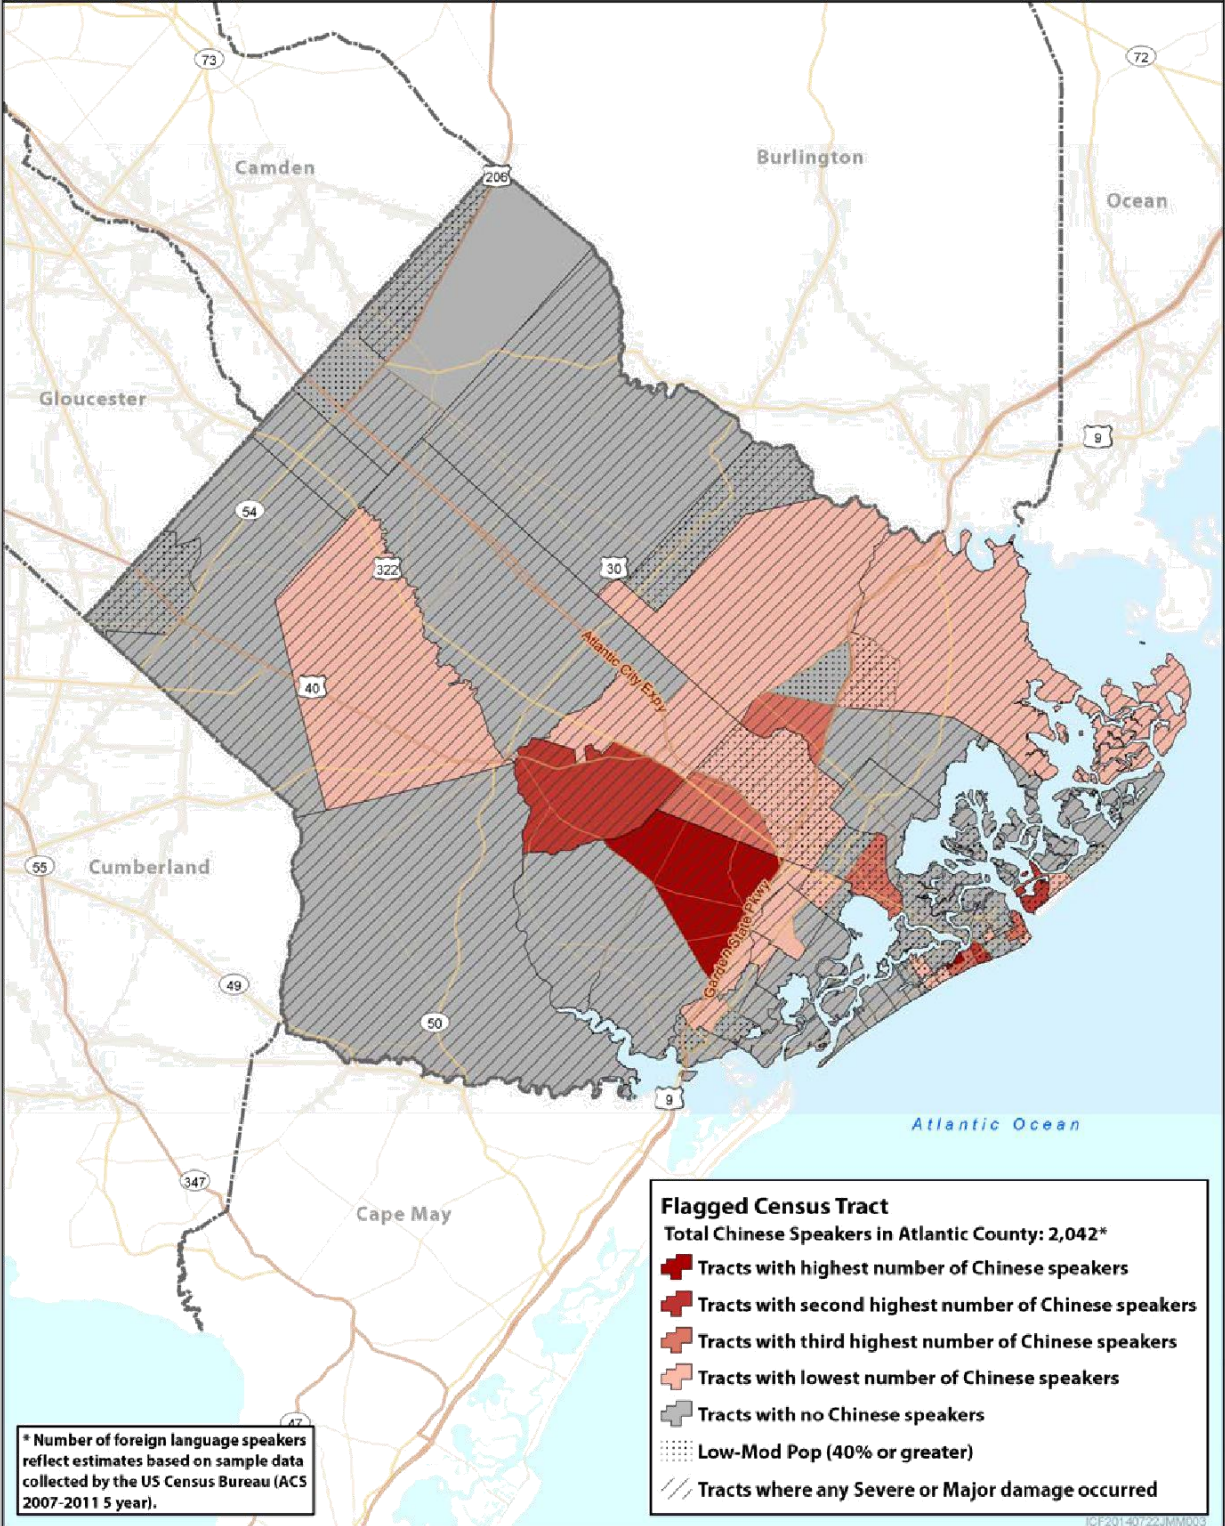 73
72
Camden
Burlington
206
Ocean
Gloucester
9
54
322
30
Atlantic City Expy
40
55
Cumberland
Garden State Pkwy
49
50
9
Atlantic Ocean
347
Cape May
47
Flagged Census Tract
Total Chinese Speakers in Atlantic County: 2,042*
Tracts with highest number of Chinese speakers
Tracts with second highest number of Chinese speakers
Tracts with third highest number of Chinese speakers
Tracts with lowest number of Chinese speakers
Tracts with no Chinese speakers
Low-Mod Pop (40% or greater)
Tracts where any Severe or Major damage occurred
* Number of foreign language speakers
reflect estimates based on sample data
collected by the US Census Bureau (ACS
2007-2011 5 year).
ICF20140722JMM003